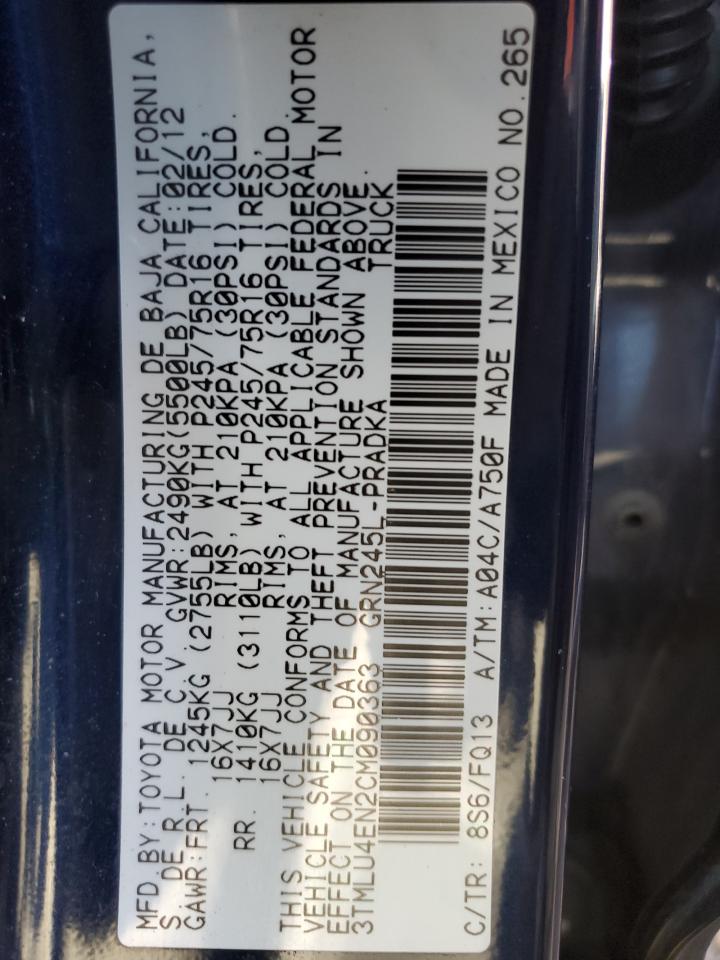 MFD.BY:TOYOTA MOTOR MANUFACTURING DE BAJA CALIFORNIA,
S. DE R.L. DE C.V GVWR:2490KG(5500LB) DATE:02/12
GAWR:FRT. 1245KG (2755LB) WITH P245/75R16 TIRES,
16X7JJ RIMS, AT 210KPA (30PSI) COLD.
RR. 1410KG (3110LB) WITH P245/75R16 TIRES,
16X7JJ RIMS, AT 210KPA (30PSI) COLD.
THIS VEHICLE CONFORMS TO ALL APPLICABLE FEDERAL MOTOR
VEHICLE SAFETY AND THEFT PREVENTION STANDARDS IN
EFFECT ON THE DATE OF MANUFACTURE SHOWN ABOVE.
3TMLU4EN2CM090363 GRN245L-PRADKA TRUCK
C/TR: 8S6/FQ13 A/TM: A04C/A750F MADE IN MEXICO NO.265